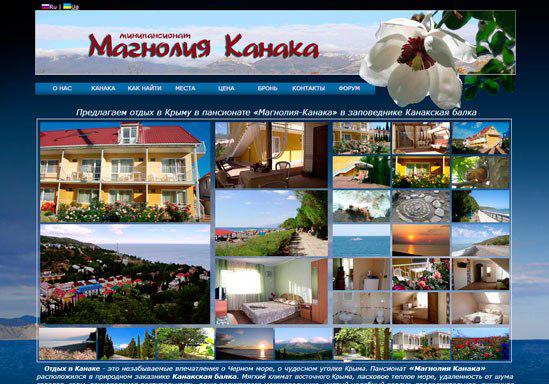 Ru | Ua
минипансионат
Магнолия Канака
О НАС КАНАКА КАК НАЙТИ МЕСТА ЦЕНА БРОНЬ КОНТАКТЫ ФОРУМ
Предлагаем отдых в Крыму в пансионате «Магнолия-Канака» в заповеднике Канакская балка
Отдых в Канаке - это незабываемые впечатления о Черном море, о чудесном уголке Крыма. Пансионат «Магнолия Канака»
расположился в природном заказнике Канакская балка. Мягкий климат восточного Крыма, ласковое теплое море, удаленность от шума